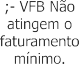 ;- VFB Não
atingem o
faturamento
mínimo.